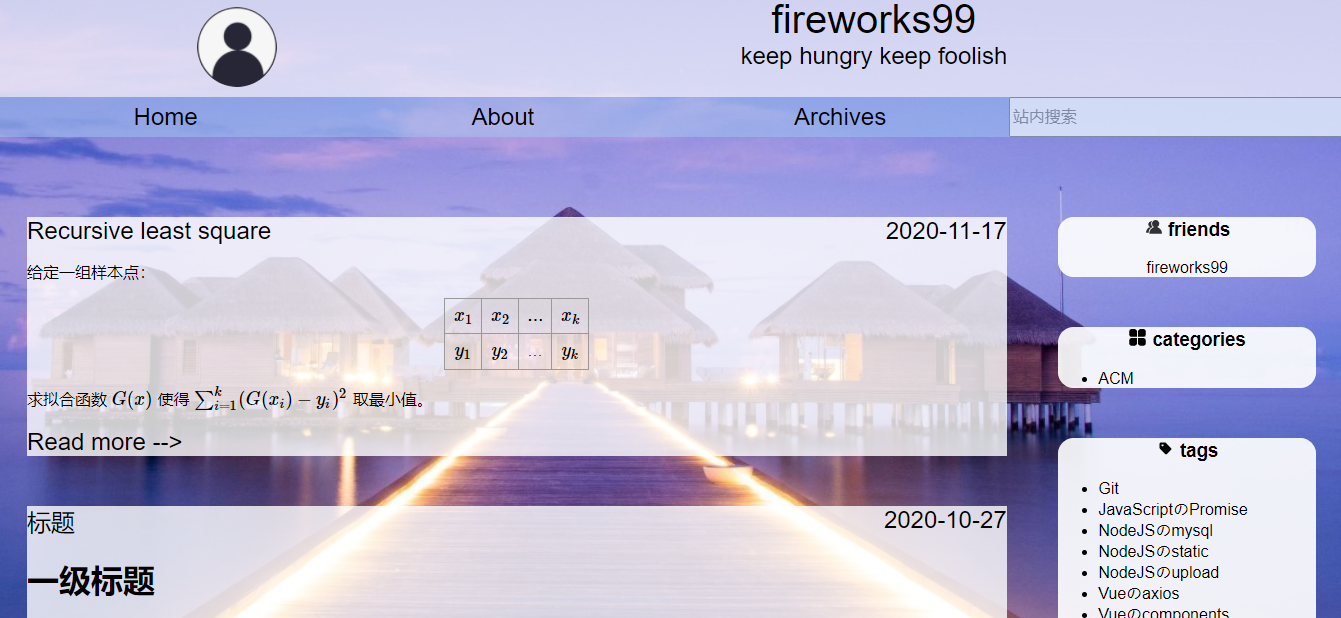 fireworks99
keep hungry keep foolish
Home About Archives 站内搜索
Recursive least square 2020-11-17
给定一组样本点：
x1 x2 ... xk
y1 y2 ... yk
求拟合函数 G(x) 使得 ∑_{i=1}^{k}(G(x_i) − y_i)^2 取最小值。
Read more -->
标题 2020-10-27
一级标题
friends
fireworks99
categories
• ACM
tags
• Git
• JavaScriptのPromise
• NodeJSのmysql
• NodeJSのstatic
• NodeJSのupload
• Vueのaxios
• Vueのcomponents